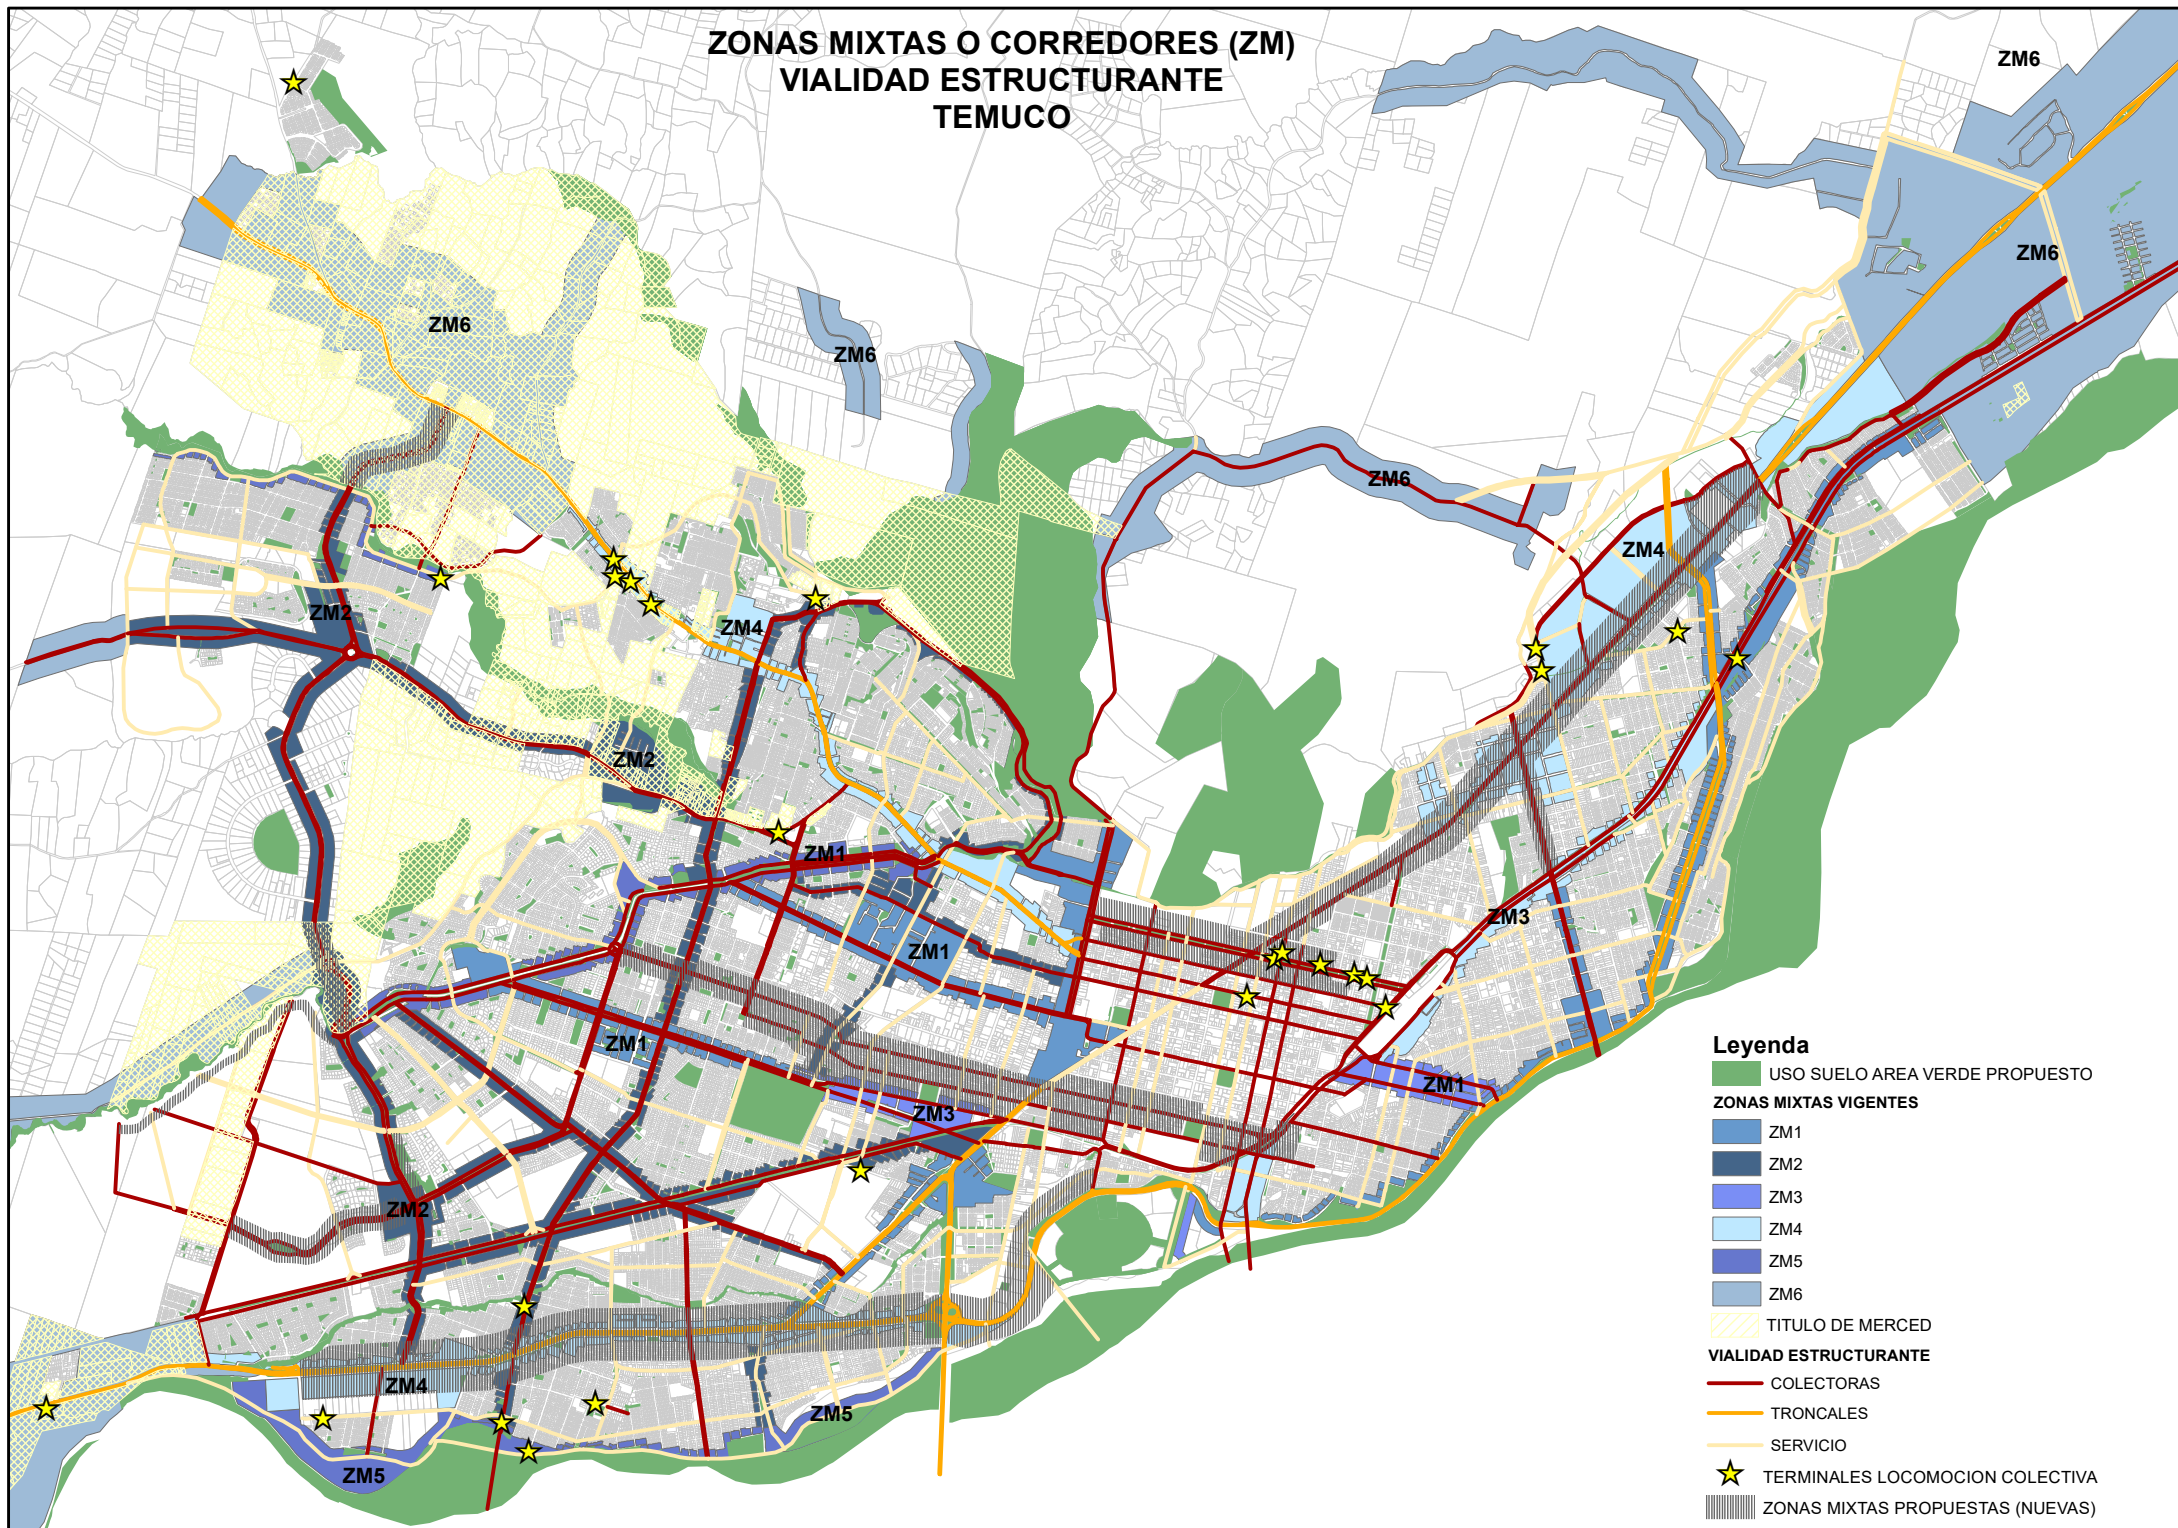 ZONAS MIXTAS O CORREDORES (ZM)
VIALIDAD ESTRUCTURANTE
TEMUCO
ZM6
ZM6
ZM6
ZM6
ZM6
ZM4
ZM2
ZM4
ZM2
ZM1
ZM3
ZM1
ZM1
ZM1
ZM3
ZM2
ZM4
ZM5
ZM5
Leyenda
USO SUELO AREA VERDE PROPUESTO
ZONAS MIXTAS VIGENTES
ZM1
ZM2
ZM3
ZM4
ZM5
ZM6
TITULO DE MERCED
VIALIDAD ESTRUCTURANTE
COLECTORAS
TRONCALES
SERVICIO
TERMINALES LOCOMOCION COLECTIVA
ZONAS MIXTAS PROPUESTAS (NUEVAS)